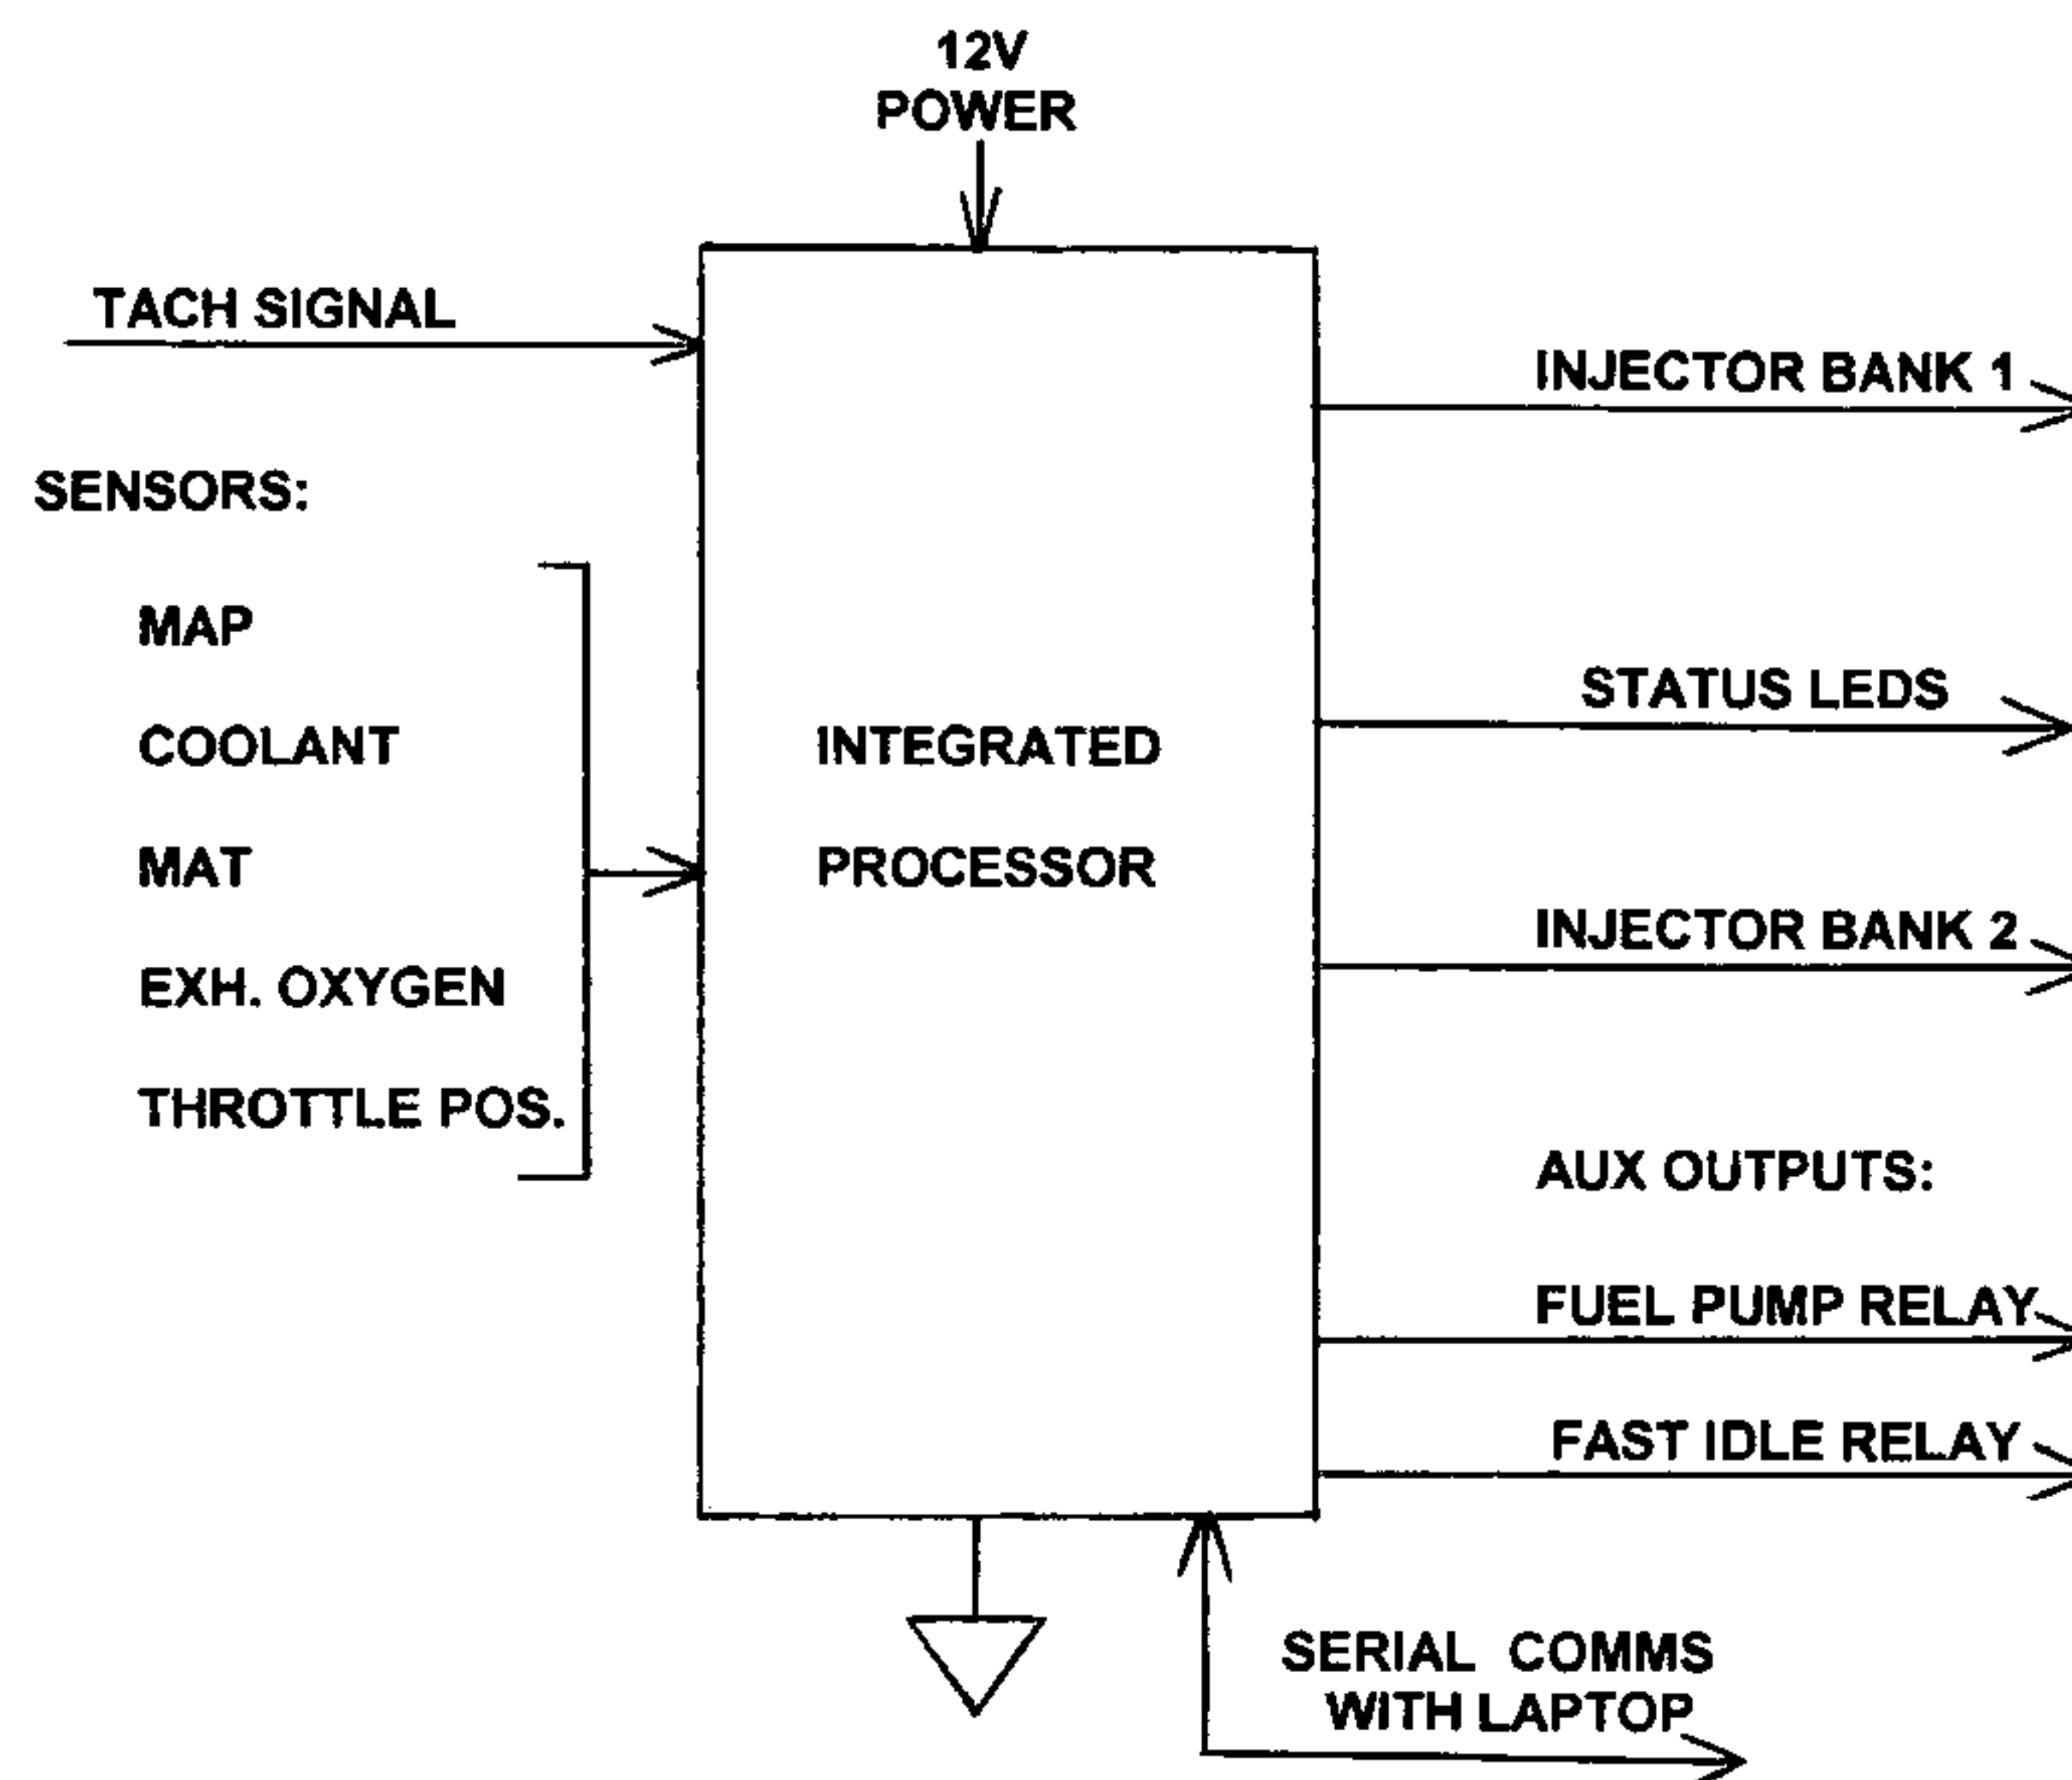 12V
POWER
TACH SIGNAL
SENSORS:
MAP
COOLANT
MAT
EXH. OXYGEN
THROTTLE POS.
INTEGRATED
PROCESSOR
INJECTOR BANK 1
STATUS LEDS
INJECTOR BANK 2
AUX OUTPUTS:
FUEL PUMP RELAY
FAST IDLE RELAY
SERIAL COMMS
WITH LAPTOP